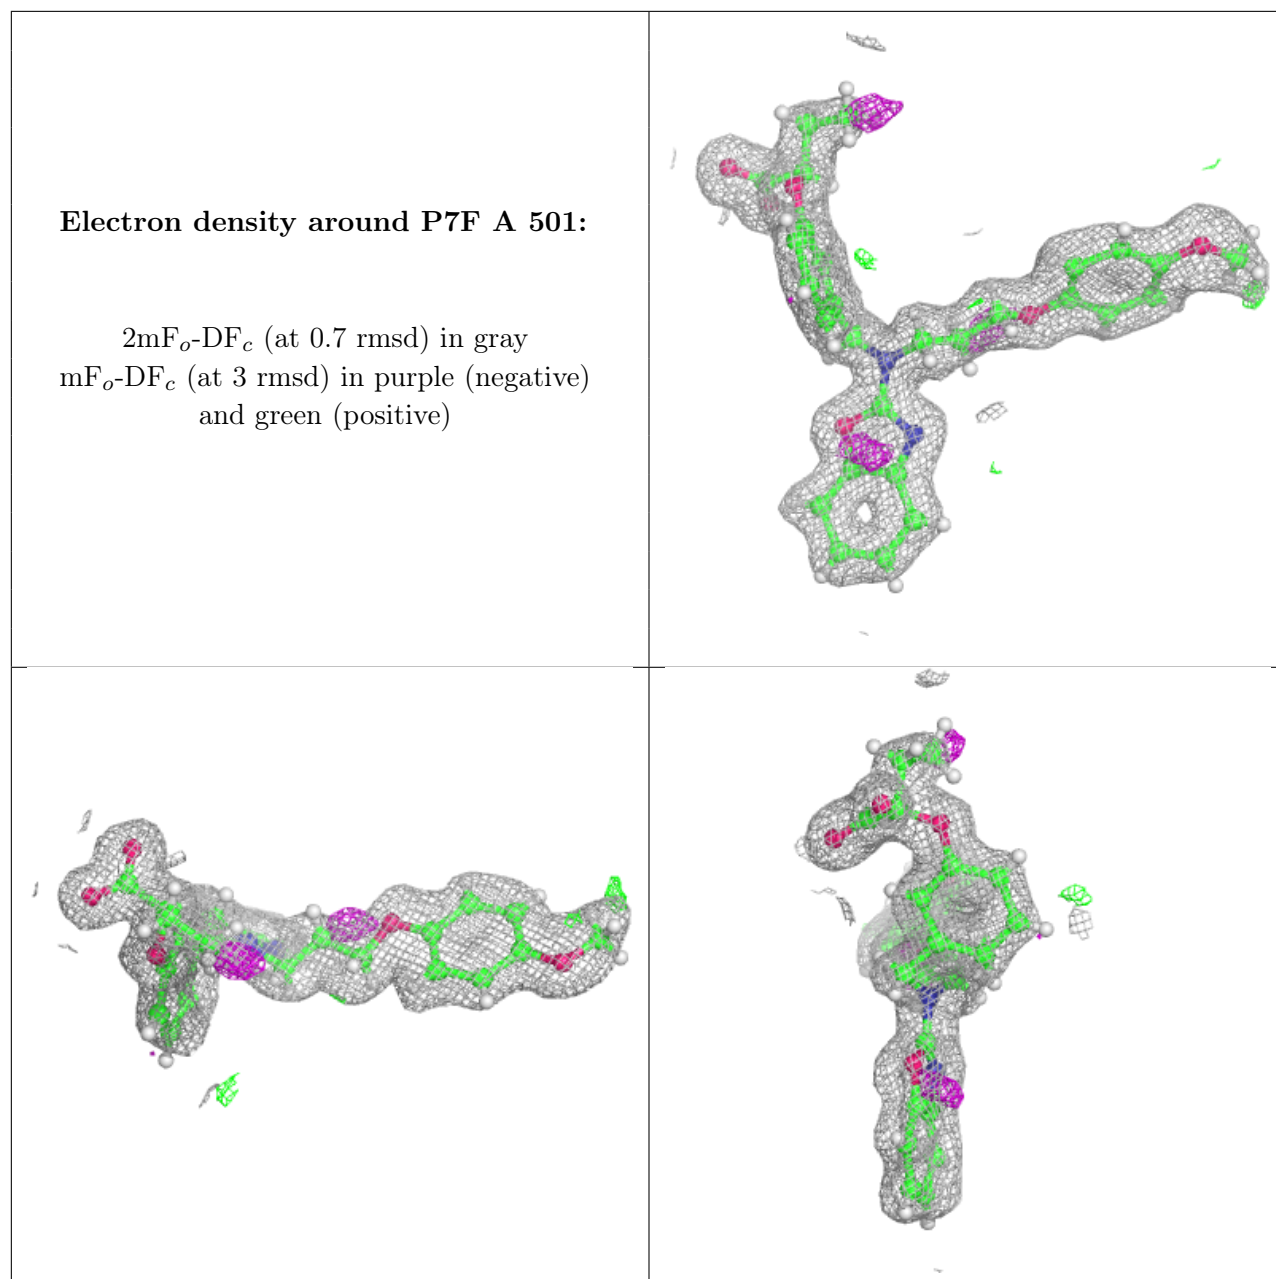 Electron density around P7F A 501:
2mFo-DFc (at 0.7 rmsd) in gray
mFo-DFc (at 3 rmsd) in purple (negative)
and green (positive)